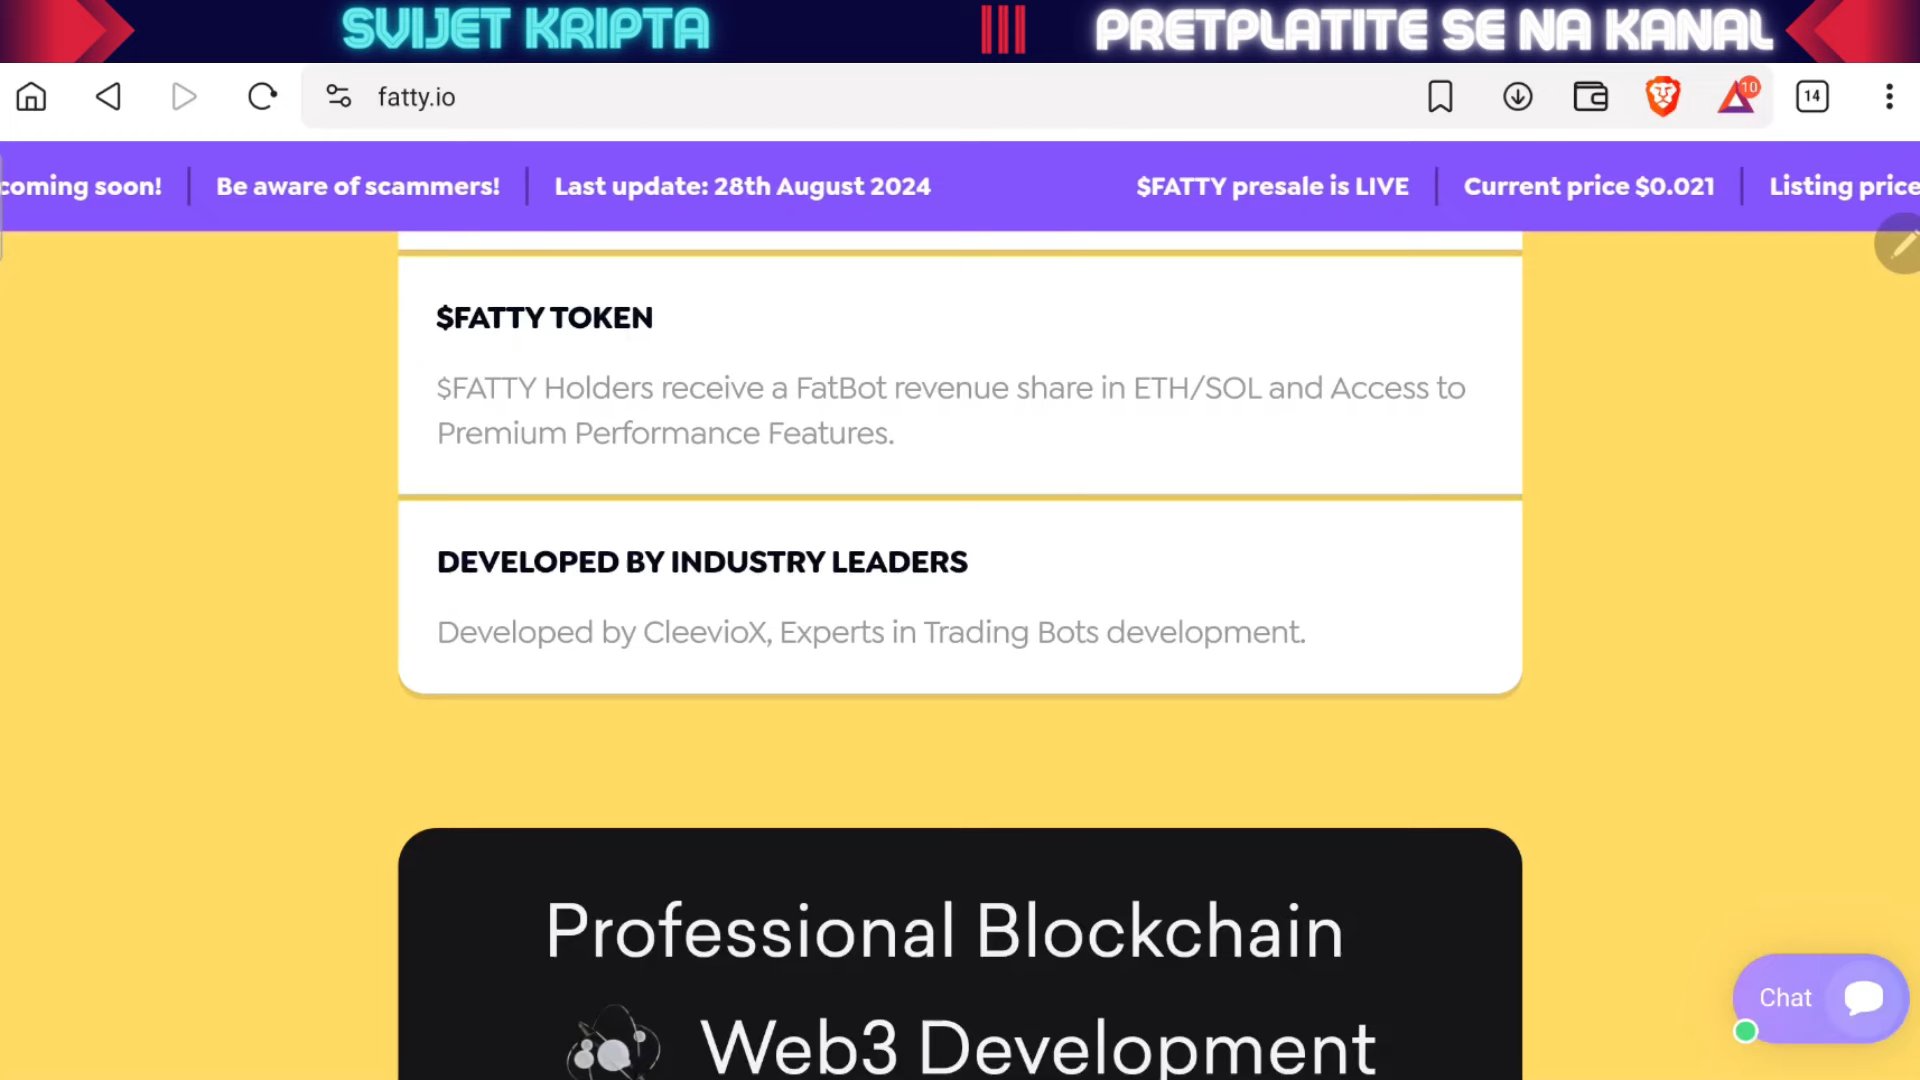 SVIJET KRIPTA
PRETPLATITE SE NA KANAL
fatty.io
10
14
coming soon!
Be aware of scammers!
Last update: 28th August 2024
$FATTY presale is LIVE
Current price $0.021
Listing price
$FATTY TOKEN
$FATTY Holders receive a FatBot revenue share in ETH/SOL and Access to
Premium Performance Features.
DEVELOPED BY INDUSTRY LEADERS
Developed by CleevioX, Experts in Trading Bots development.
Professional Blockchain
Web3 Development
Chat